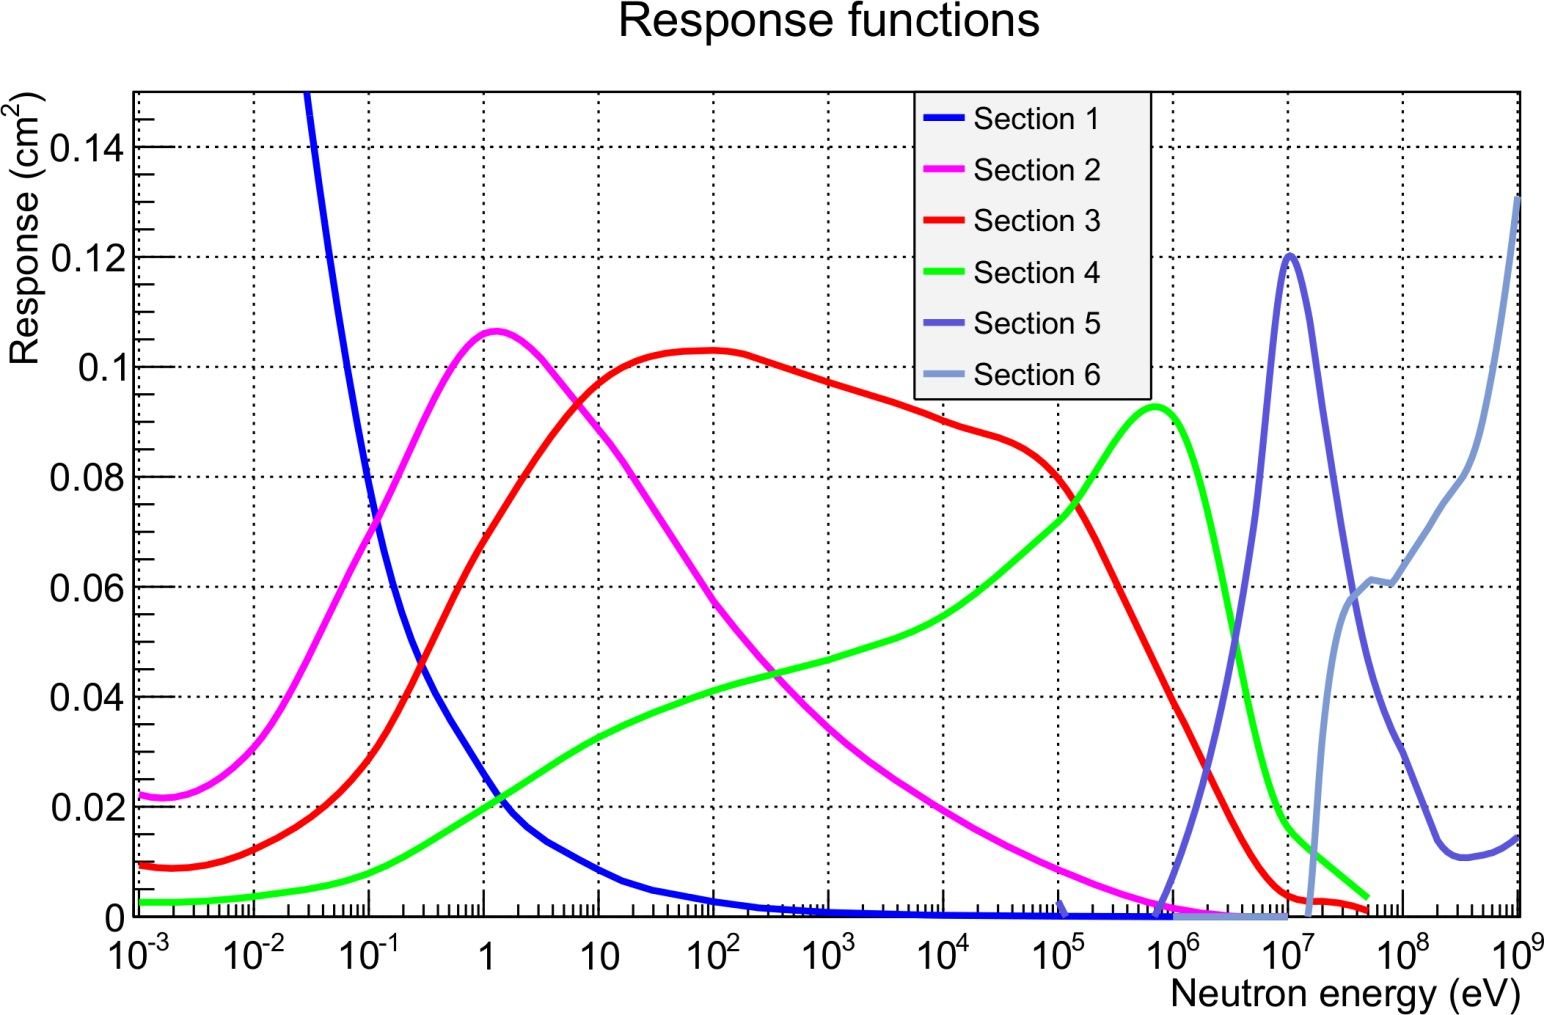 Response functions
Response (cm²)
0.14
0.12
0.1
0.08
0.06
0.04
0.02
0
Section 1
Section 2
Section 3
Section 4
Section 5
Section 6
10⁻³ 10⁻² 10⁻¹ 1 10 10² 10³ 10⁴ 10⁵ 10⁶ 10⁷ 10⁸ 10⁹
Neutron energy (eV)